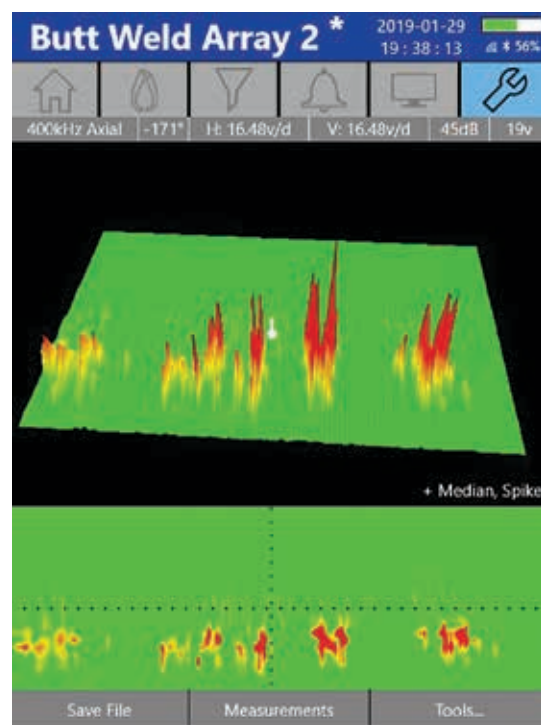 Butt Weld Array 2 *
2019-01-29
19 : 38 : 13
56%
400kHz Axial -171° H: 16.48v/d V: 16.48v/d 45dB 19v
+ Median, Spike
Save File Measurements Tools...